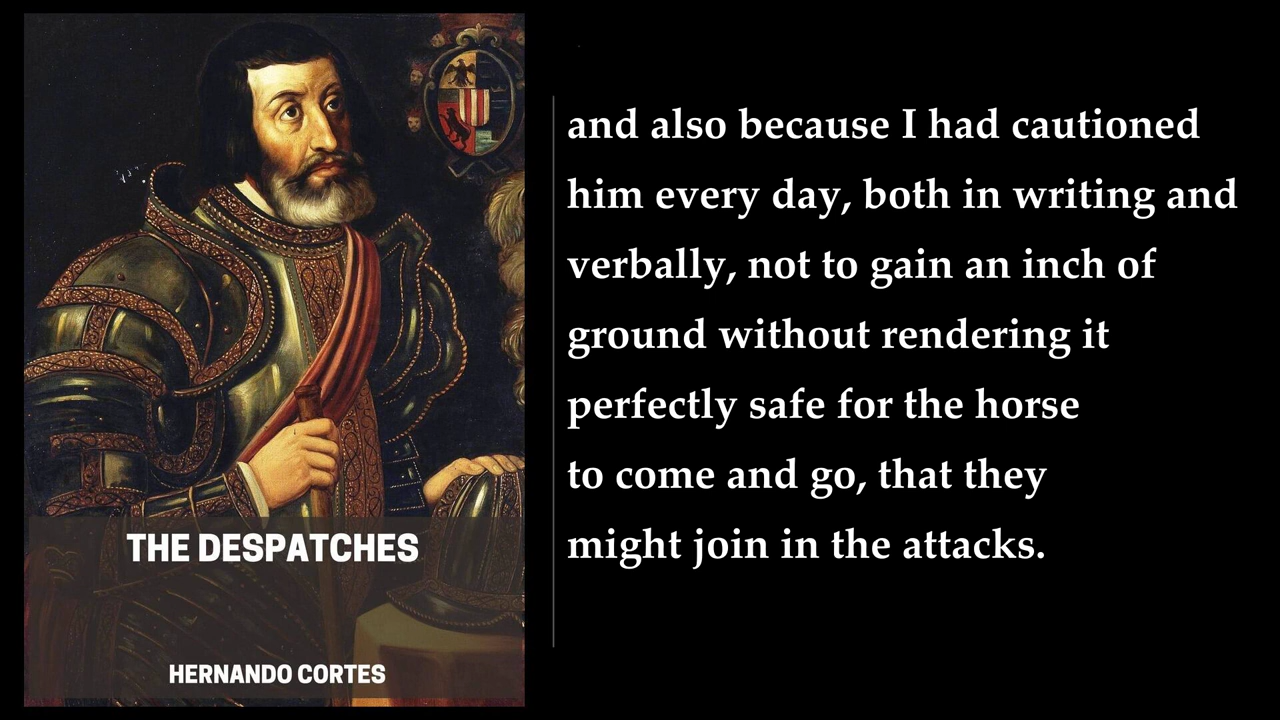 THE DESPATCHES
HERNANDO CORTES
and also because I had cautioned
him every day, both in writing and
verbally, not to gain an inch of
ground without rendering it
perfectly safe for the horse
to come and go, that they
might join in the attacks.